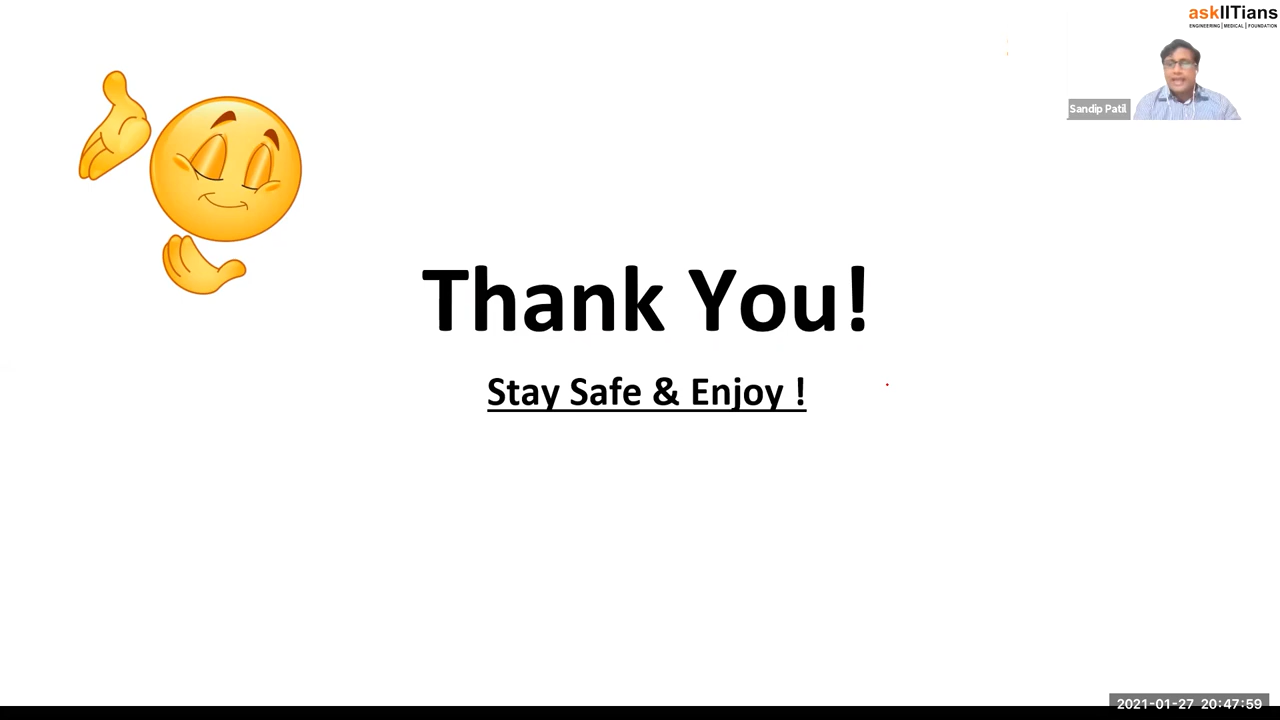 askIITians
ENGINEERING | MEDICAL | FOUNDATION
Sandip Patil
Thank You!
Stay Safe & Enjoy !
2021-01-27 20:47:59